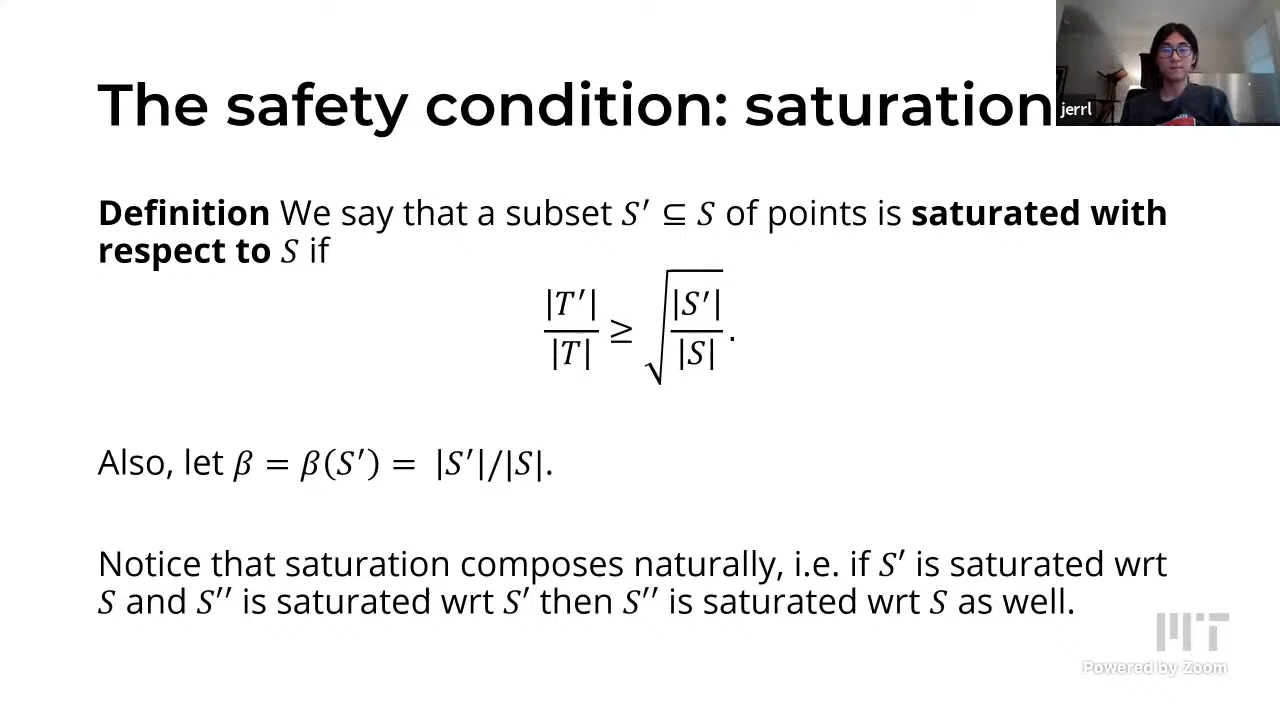 The safety condition: saturation
jerrl
Definition We say that a subset 𝑆′ ⊆ 𝑆 of points is saturated with
respect to 𝑆 if
|𝑇′|/|𝑇| ≥ √(|𝑆′|/|𝑆|).
Also, let 𝛽 = 𝛽(𝑆′) = |𝑆′|/|𝑆|.
Notice that saturation composes naturally, i.e. if 𝑆′ is saturated wrt
𝑆 and 𝑆′′ is saturated wrt 𝑆′ then 𝑆′′ is saturated wrt 𝑆 as well.
MIT
Powered by Zoom